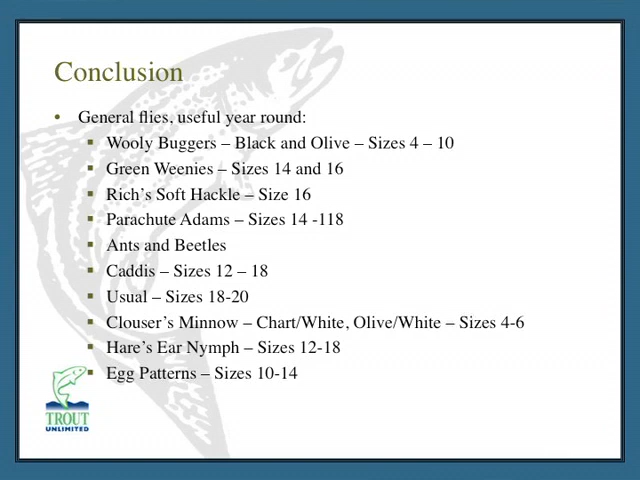 Conclusion
• General flies, useful year round:
▪ Wooly Buggers – Black and Olive – Sizes 4 – 10
▪ Green Weenies – Sizes 14 and 16
▪ Rich’s Soft Hackle – Size 16
▪ Parachute Adams – Sizes 14 -118
▪ Ants and Beetles
▪ Caddis – Sizes 12 – 18
▪ Usual – Sizes 18-20
▪ Clouser’s Minnow – Chart/White, Olive/White – Sizes 4-6
▪ Hare’s Ear Nymph – Sizes 12-18
▪ Egg Patterns – Sizes 10-14
TROUT
UNLIMITED